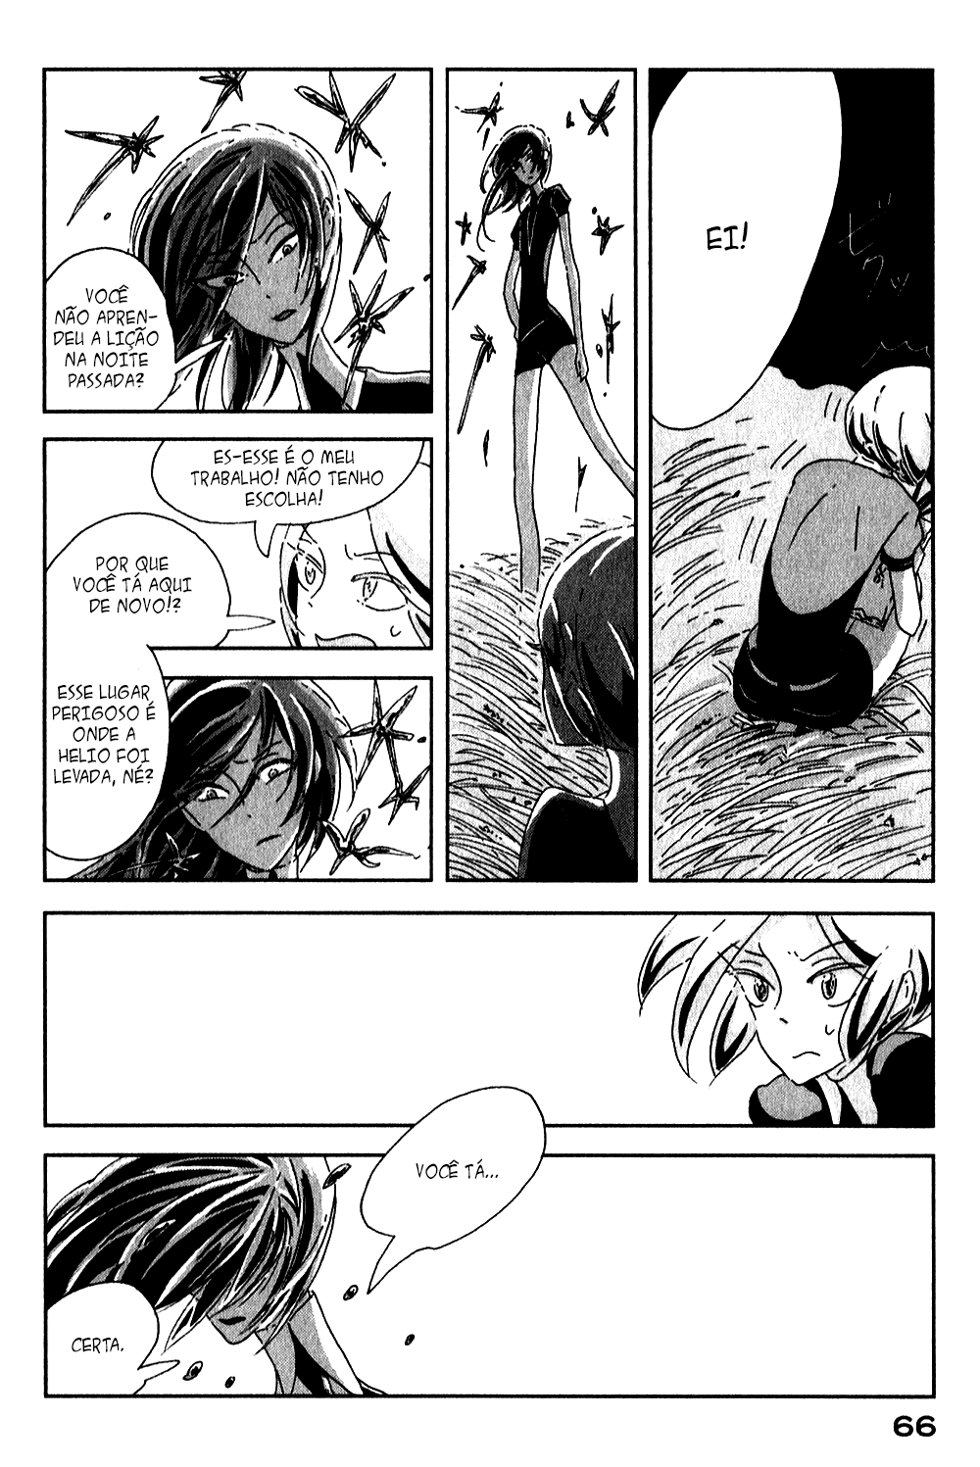 EI!
VOCÊ
NÃO APREN-
DEU A LIÇÃO
NA NOITE
PASSADA?
ES-ESSE É O MEU
TRABALHO! NÃO TENHO
ESCOLHA!
POR QUE
VOCÊ TÁ AQUI
DE NOVO!?
ESSE LUGAR
PERIGOSO É
ONDE A
HELIO FOI
LEVADA, NÉ?
VOCÊ TÁ...
CERTA.
66